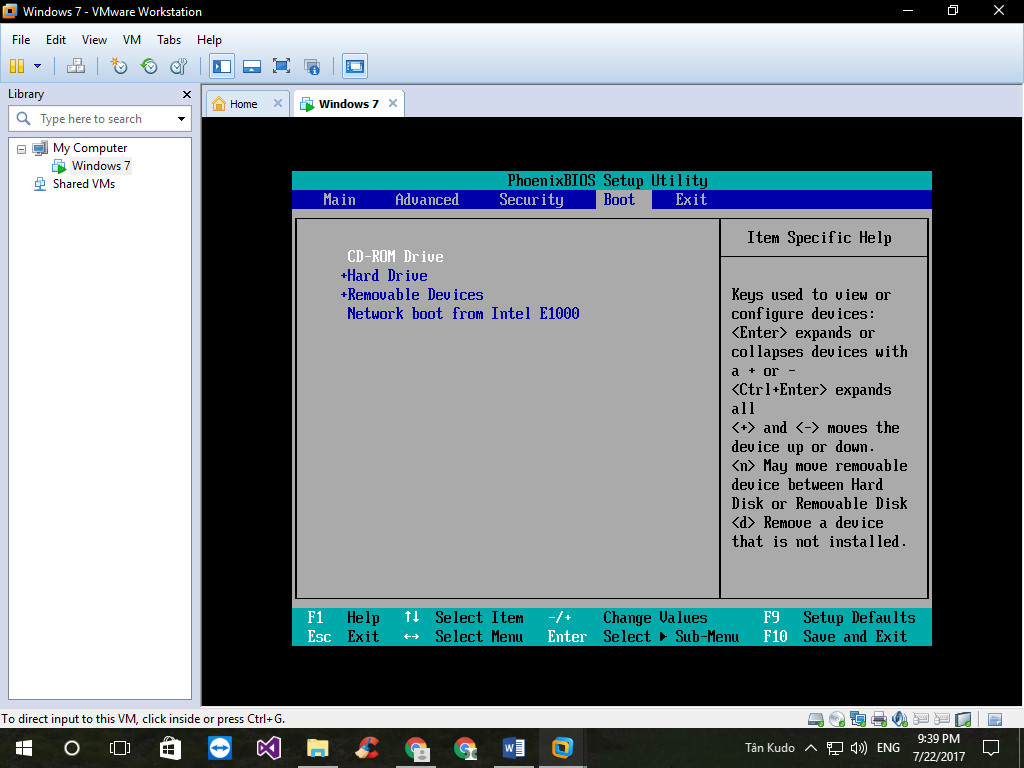 Windows 7 - VMware Workstation
File Edit View VM Tabs Help
Library
Type here to search
My Computer
Windows 7
Shared VMs
Home
Windows 7
PhoenixBIOS Setup Utility
Main Advanced Security Boot Exit
CD-ROM Drive
+Hard Drive
+Removable Devices
Network boot from Intel E1000
Item Specific Help
Keys used to view or
configure devices:
<Enter> expands or
collapses devices with
a + or -
<Ctrl+Enter> expands
all
<+> and <-> moves the
device up or down.
<n> May move removable
device between Hard
Disk or Removable Disk
<d> Remove a device
that is not installed.
F1 Help ↑↓ Select Item -/+ Change Values F9 Setup Defaults
Esc Exit ↔ Select Menu Enter Select ▶ Sub-Menu F10 Save and Exit
To direct input to this VM, click inside or press Ctrl+G.
Tân Kudo
ENG
9:39 PM
7/22/2017